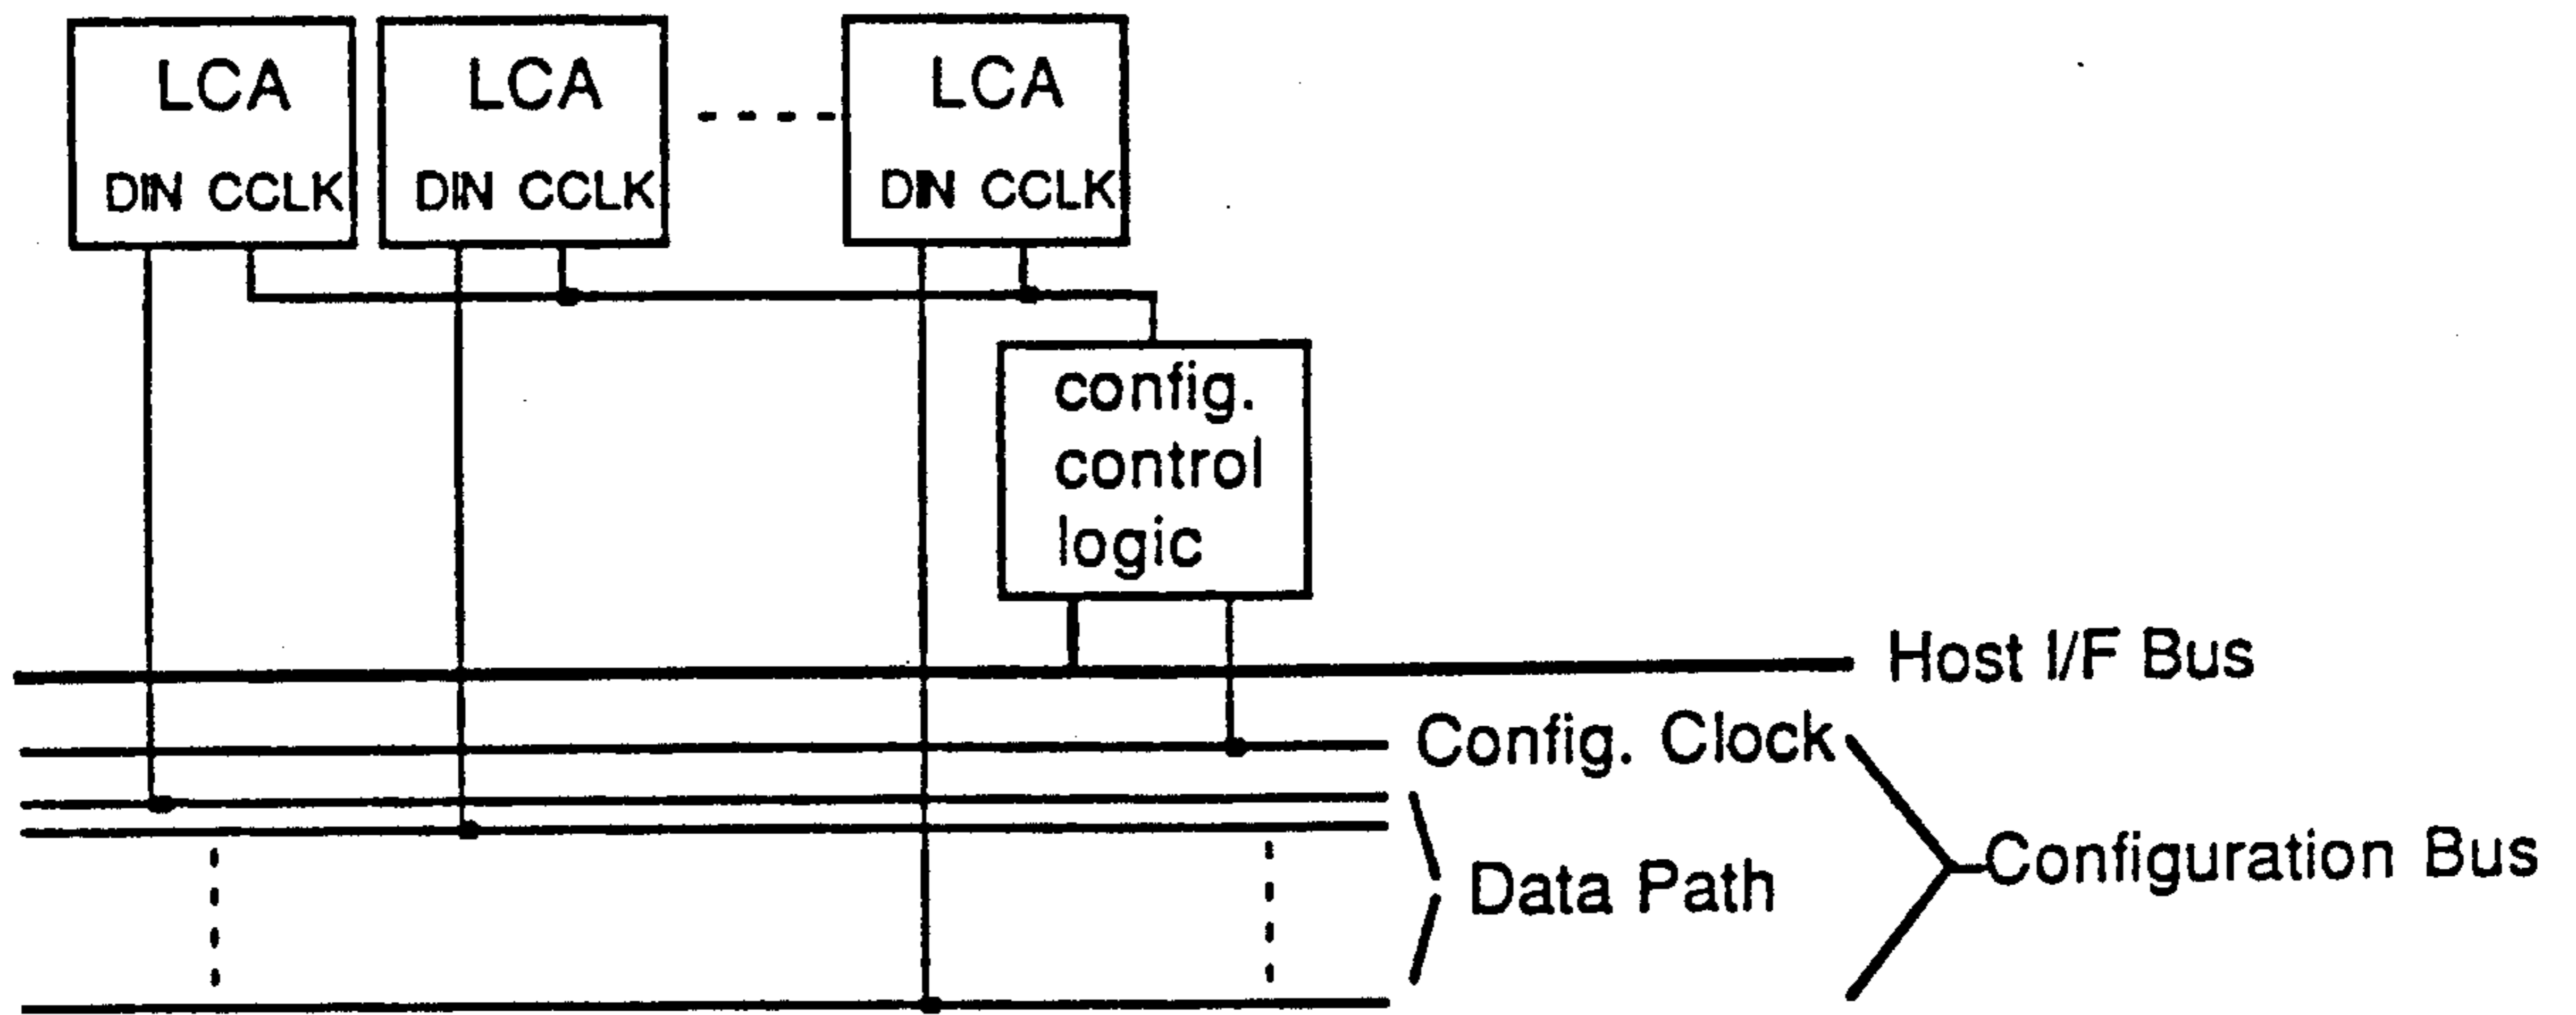 LCA LCA LCA
DIN CCLK DIN CCLK DIN CCLK
config.
control
logic
Host I/F Bus
Config. Clock
Configuration Bus
Data Path